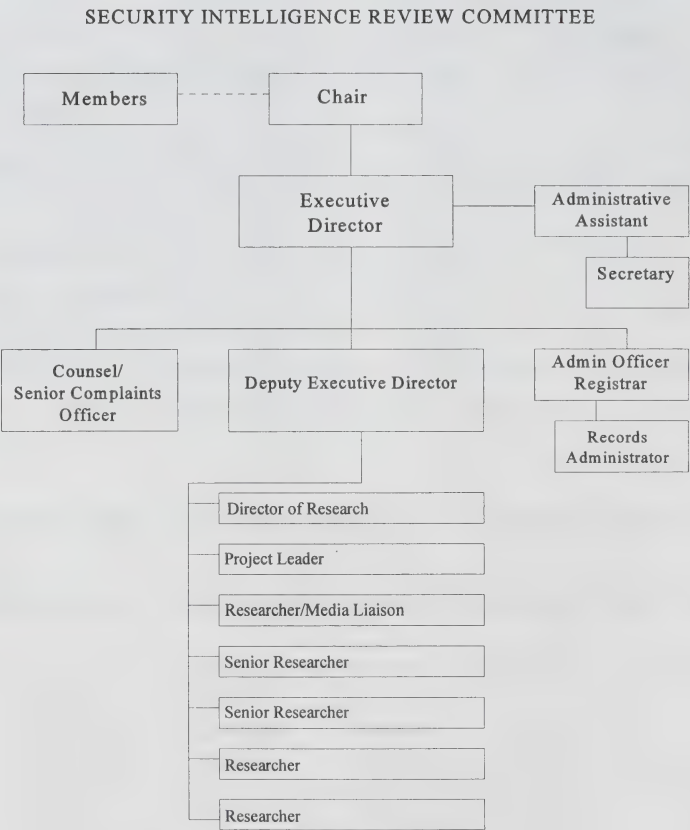 SECURITY INTELLIGENCE REVIEW COMMITTEE
Members
Chair
Executive
Director
Administrative
Assistant
Secretary
Counsel/
Senior Complaints
Officer
Deputy Executive Director
Admin Officer
Registrar
Records
Administrator
Director of Research
Project Leader
Researcher/Media Liaison
Senior Researcher
Senior Researcher
Researcher
Researcher